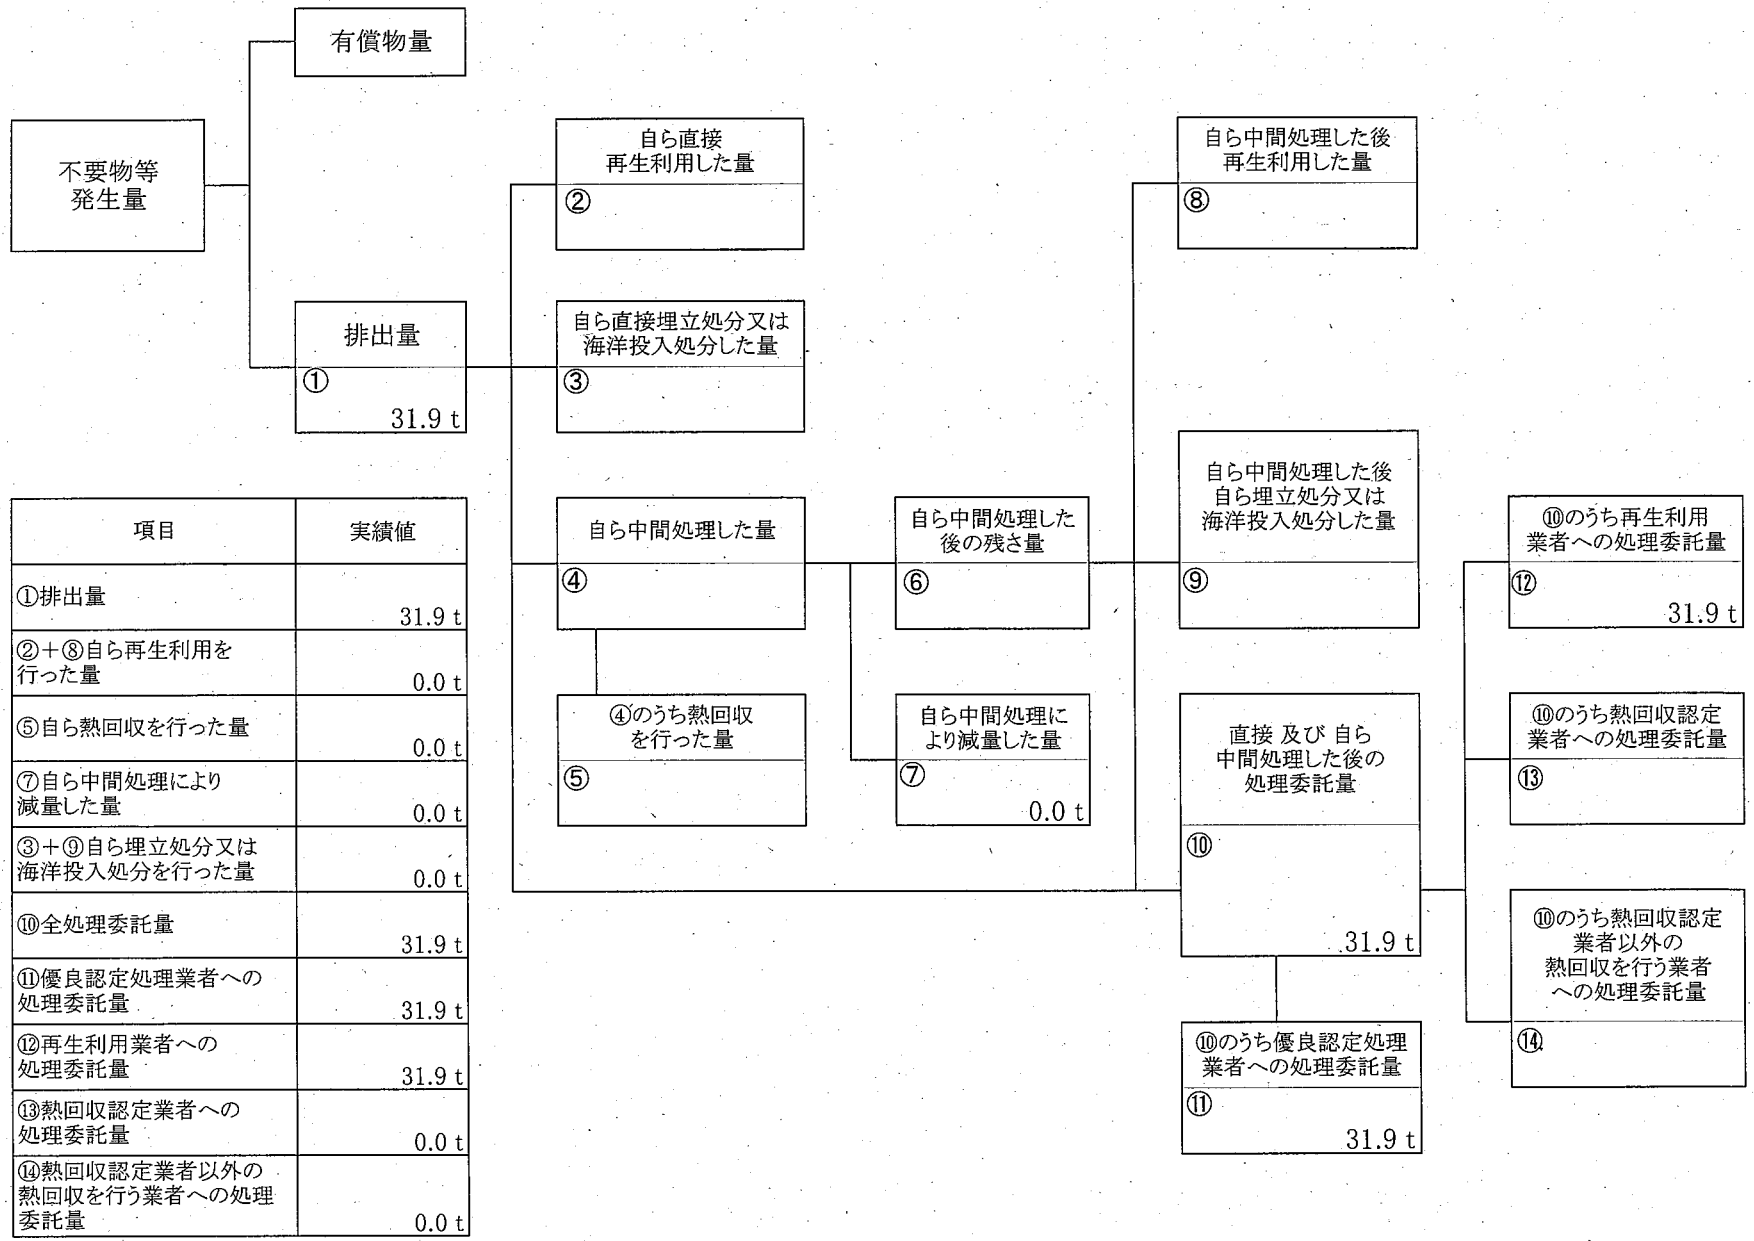 有償物量
不要物等
発生量
排出量
①
31.9 t
自ら直接
再生利用した量
②
自ら直接埋立処分又は
海洋投入処分した量
③
自ら中間処理した量
④
④のうち熱回収
を行った量
⑤
自ら中間処理した
後の残さ量
⑥
自ら中間処理に
より減量した量
⑦
0.0 t
自ら中間処理した後
再生利用した量
⑧
自ら中間処理した後
自ら埋立処分又は
海洋投入処分した量
⑨
直接 及び 自ら
中間処理した後の
処理委託量
⑩
31.9 t
⑩のうち優良認定処理
業者への処理委託量
⑪
31.9 t
⑩のうち再生利用
業者への処理委託量
⑫
31.9 t
⑩のうち熱回収認定
業者への処理委託量
⑬
⑩のうち熱回収認定
業者以外の
熱回収を行う業者
への処理委託量
⑭
項目 実績値
①排出量
31.9 t
②＋⑧自ら再生利用を
行った量
0.0 t
⑤自ら熱回収を行った量
0.0 t
⑦自ら中間処理により
減量した量
0.0 t
③＋⑨自ら埋立処分又は
海洋投入処分を行った量
0.0 t
⑩全処理委託量
31.9 t
⑪優良認定処理業者への
処理委託量
31.9 t
⑫再生利用業者への
処理委託量
31.9 t
⑬熱回収認定業者への
処理委託量
0.0 t
⑭熱回収認定業者以外の
熱回収を行う業者への処理
委託量
0.0 t